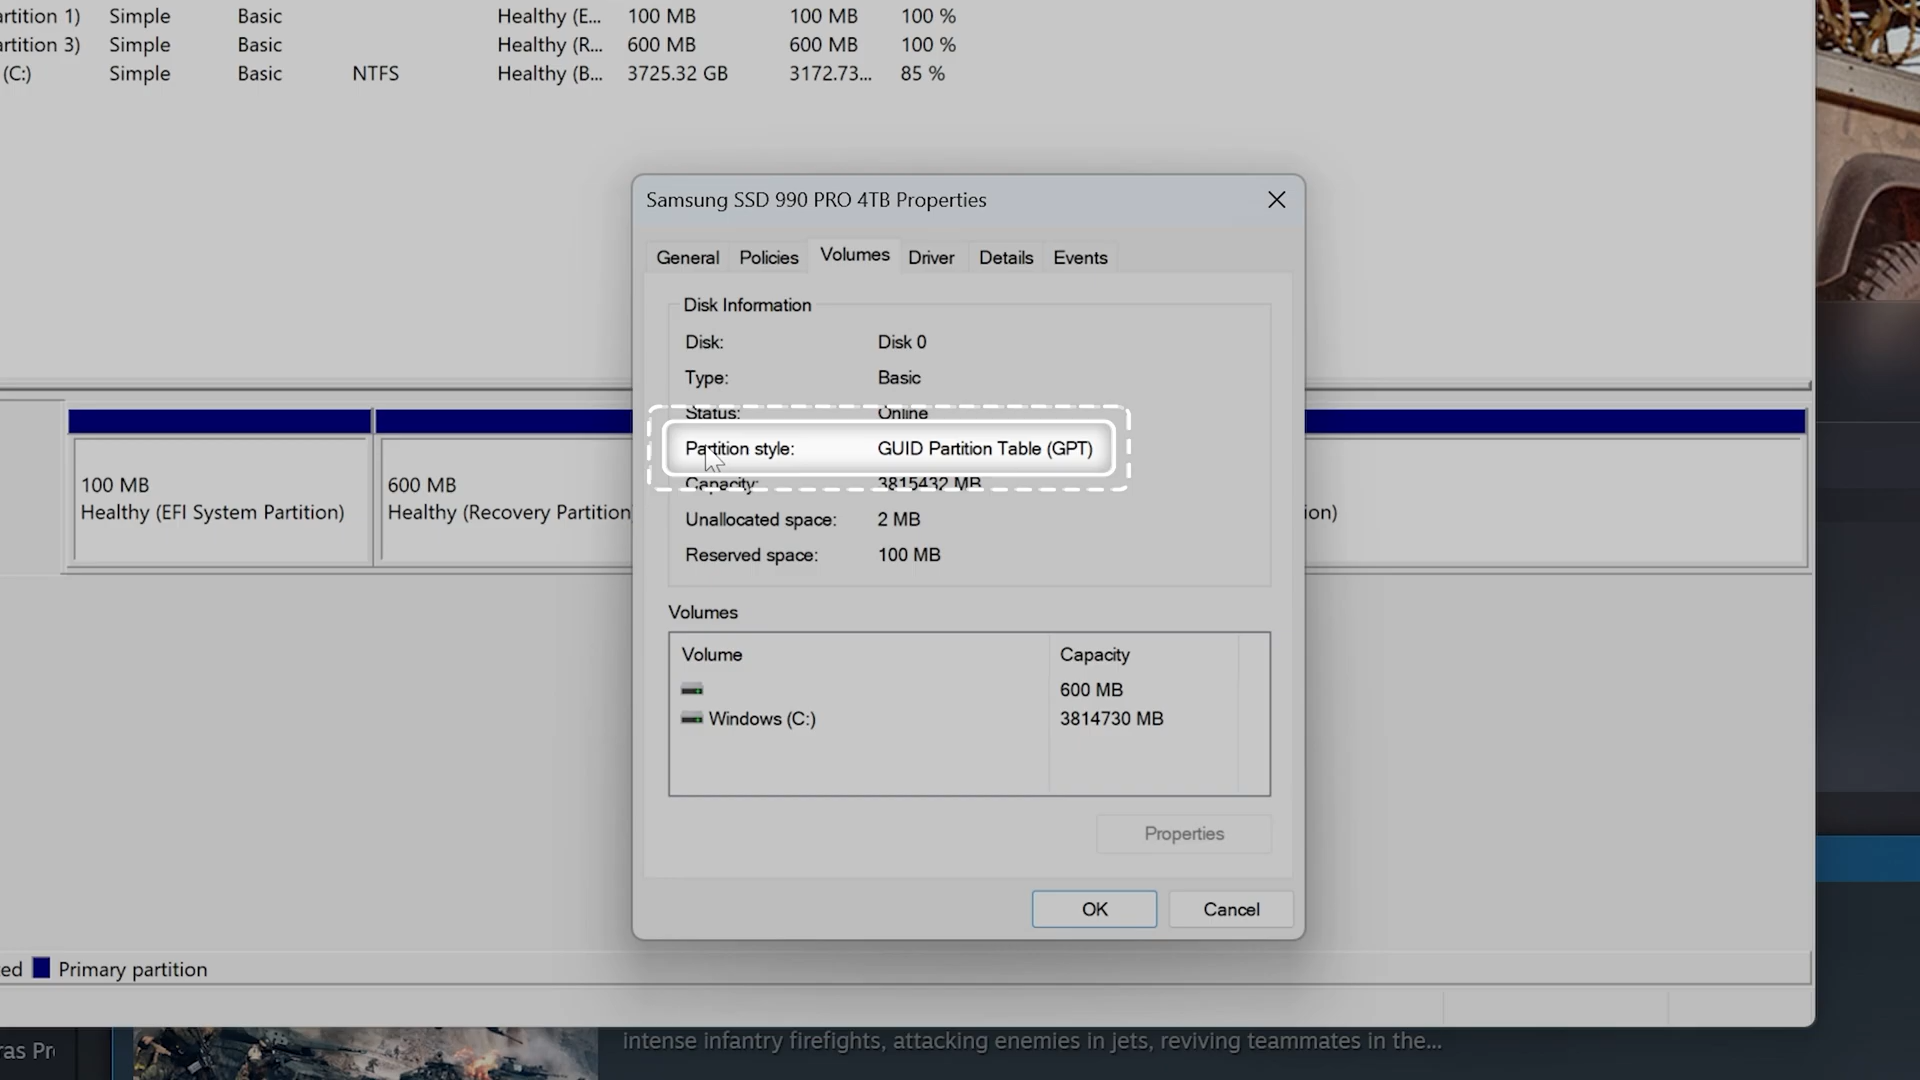 artition 1) Simple Basic Healthy (E... 100 MB 100 MB 100 %
artition 3) Simple Basic Healthy (R... 600 MB 600 MB 100 %
(C:) Simple Basic NTFS Healthy (B... 3725.32 GB 3172.73... 85 %
Samsung SSD 990 PRO 4TB Properties
General Policies Volumes Driver Details Events
Disk Information
Disk: Disk 0
Type: Basic
Status: Online
Partition style: GUID Partition Table (GPT)
Capacity: 3815432 MB
Unallocated space: 2 MB
Reserved space: 100 MB
100 MB
Healthy (EFI System Partition)
600 MB
Healthy (Recovery Partition)
ion)
Volumes
Volume Capacity
600 MB
Windows (C:) 3814730 MB
Properties
OK Cancel
ed Primary partition
ras Pr
intense infantry firefights, attacking enemies in jets, reviving teammates in the...